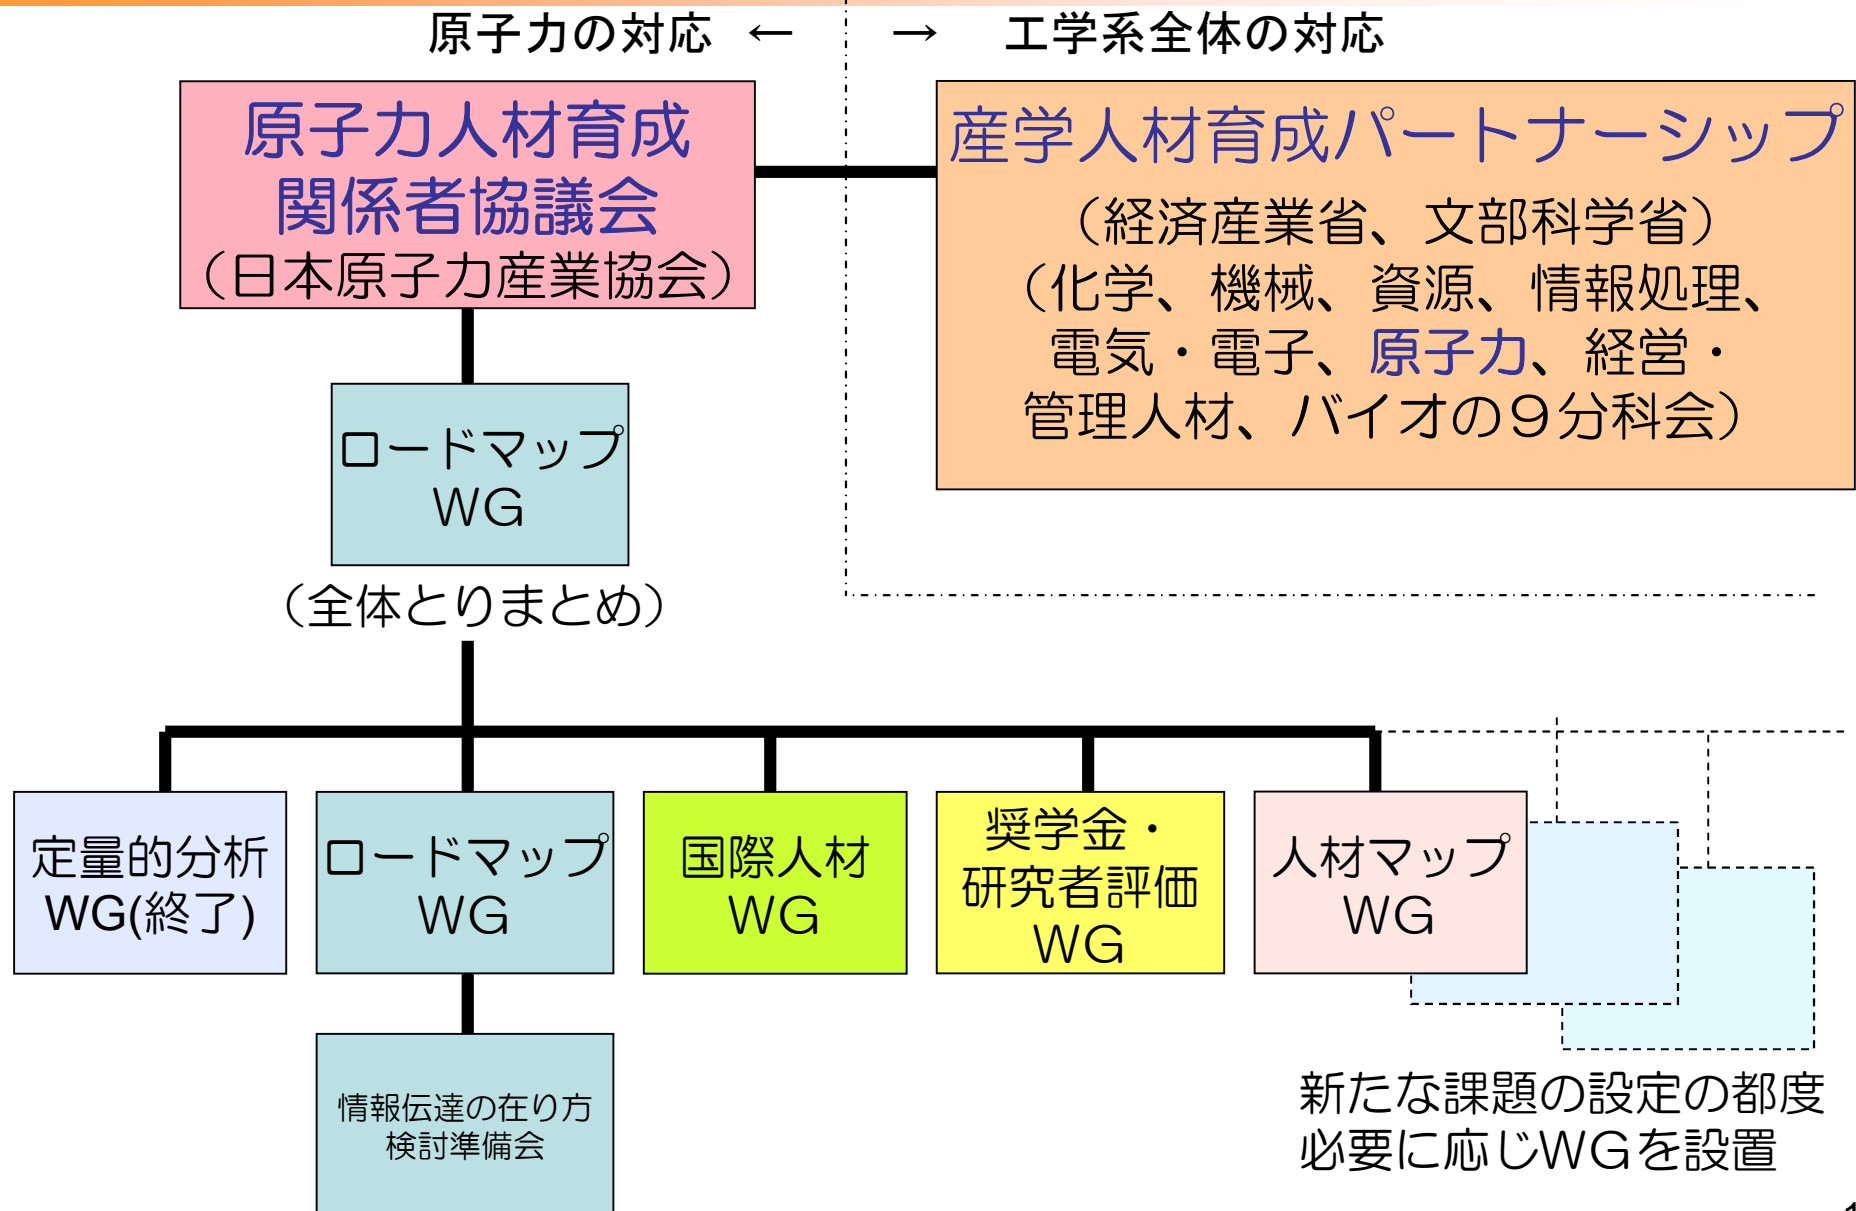 原子力の対応 ← → 工学系全体の対応
原子力人材育成
関係者協議会
（日本原子力産業協会）
産学人材育成パートナーシップ
（経済産業省、文部科学省）
（化学、機械、資源、情報処理、
電気・電子、原子力、経営・
管理人材、バイオの９分科会）
ロードマップ
WG
（全体とりまとめ）
定量的分析
WG(終了)
ロードマップ
WG
国際人材
WG
奨学金・
研究者評価
WG
人材マップ
WG
情報伝達の在り方
検討準備会
新たな課題の設定の都度
必要に応じWGを設置